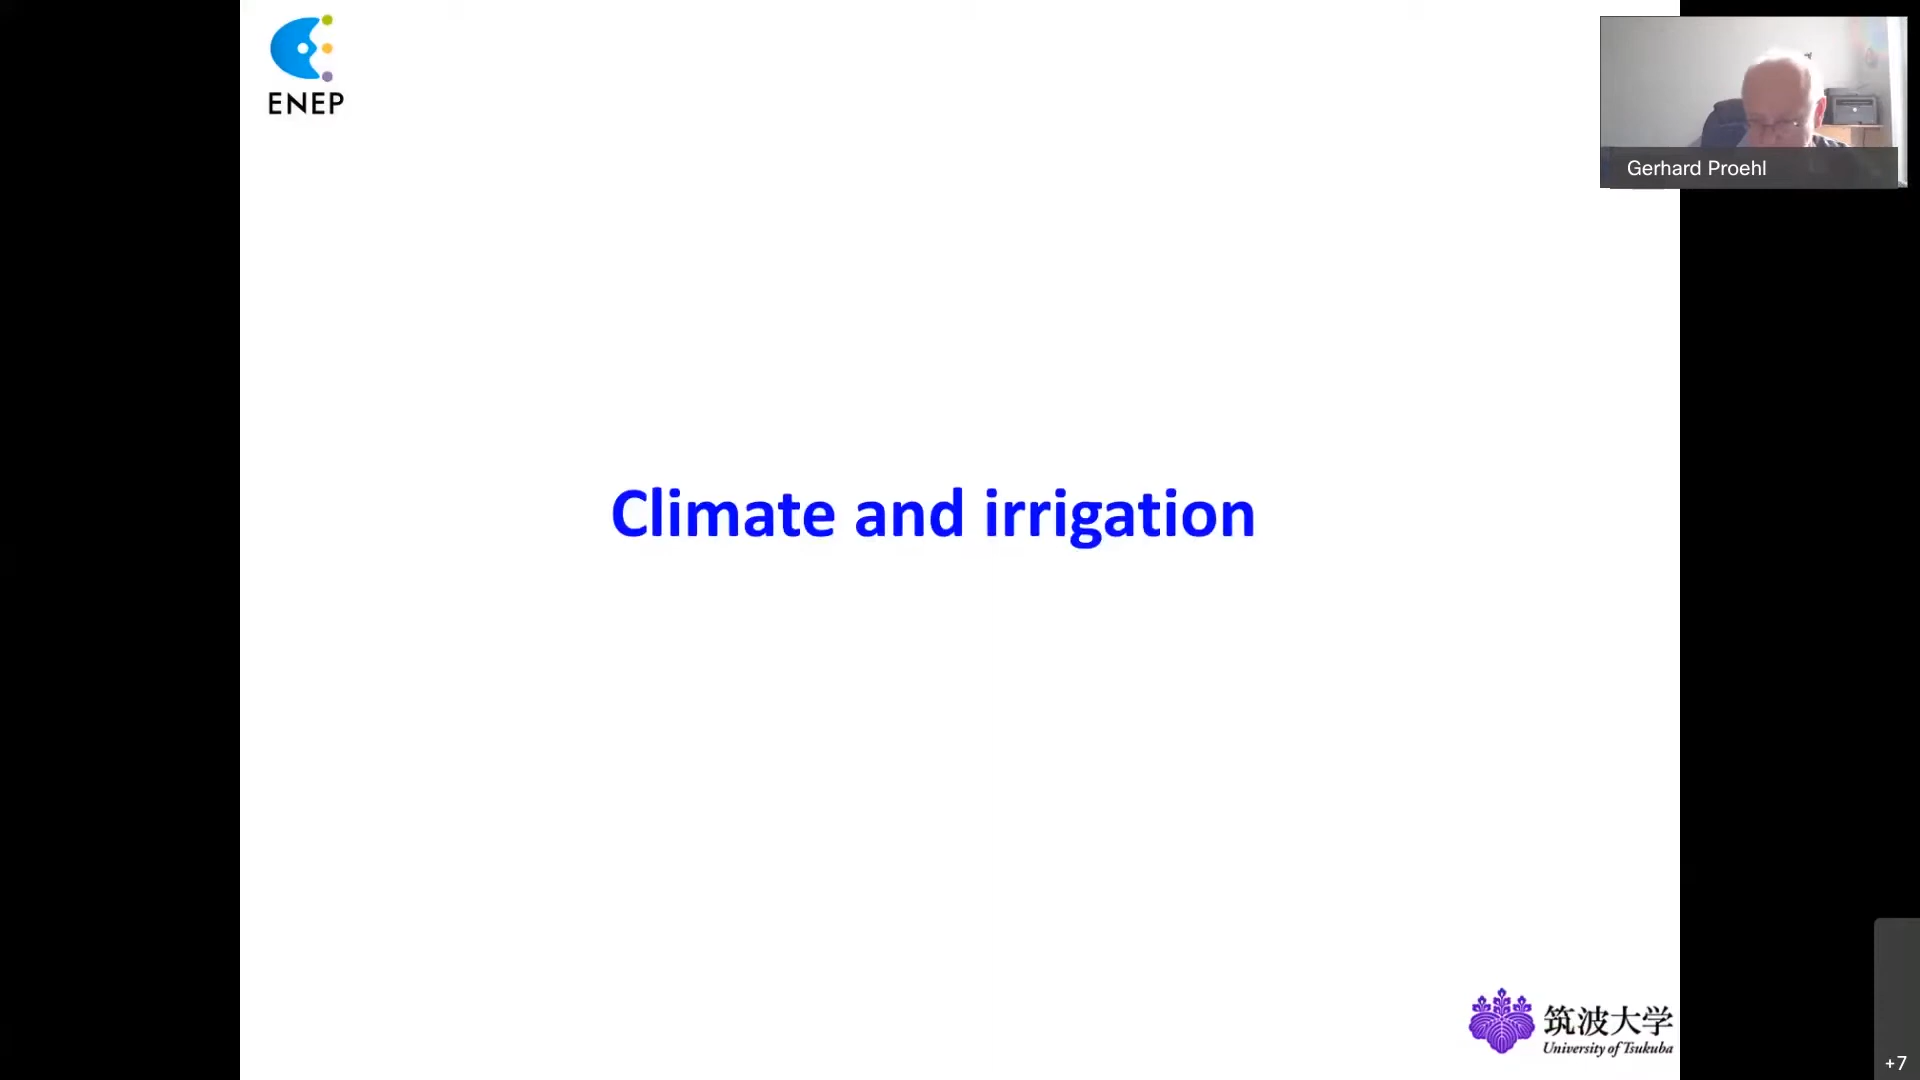 ENEP
Gerhard Proehl
Climate and irrigation
筑波大学
University of Tsukuba
+7